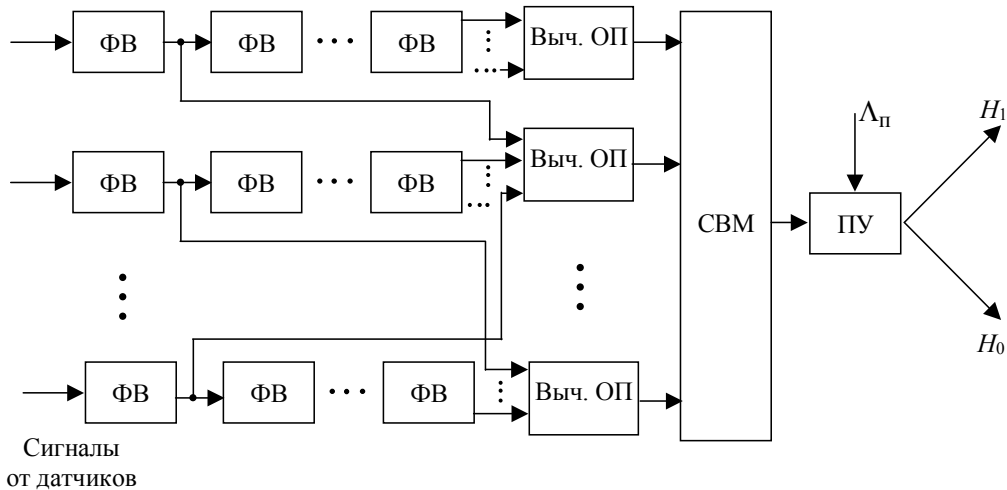 ФВ ФВ ФВ Выч. ОП
ФВ ФВ ФВ Выч. ОП
ФВ ФВ ФВ Выч. ОП
СВМ
Λп
ПУ
H1
H0
Сигналы
от датчиков